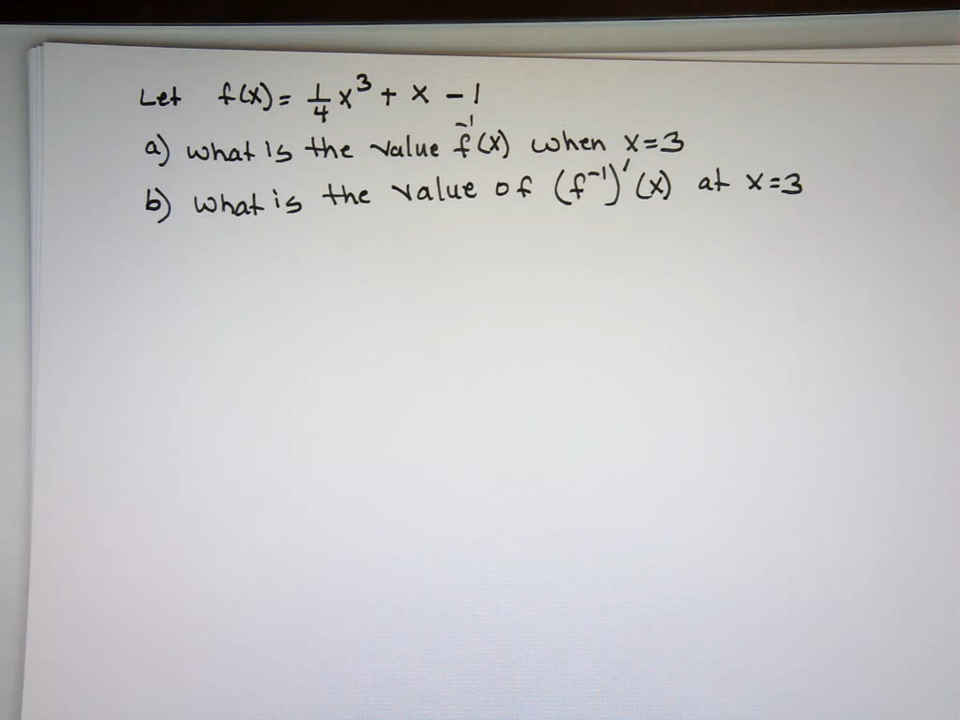 Let f(x) = 1/4 x³ + x - 1
a) what is the value f⁻¹(x) when x=3
b) what is the value of (f⁻¹)'(x) at x=3